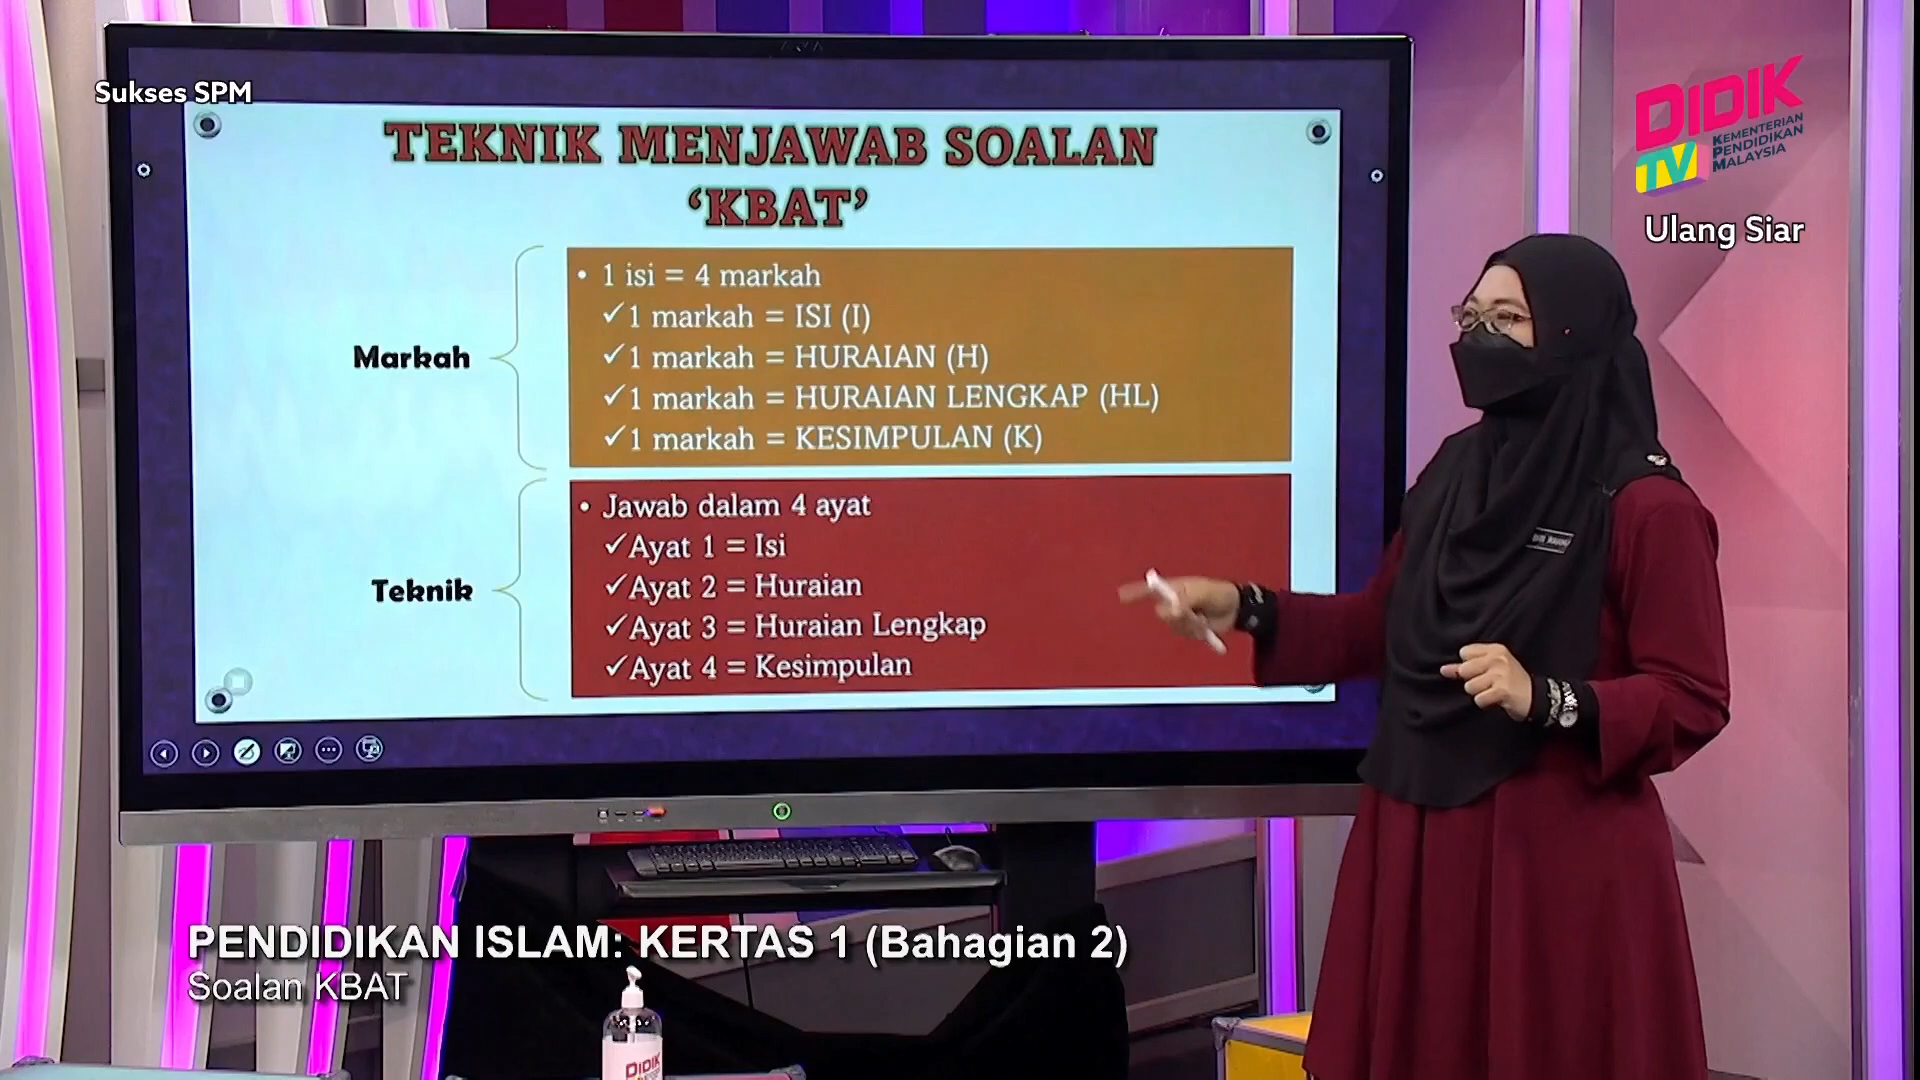 Sukses SPM
DIDIK
TV
KEMENTERIAN
PENDIDIKAN
MALAYSIA
Ulang Siar
TEKNIK MENJAWAB SOALAN
‘KBAT’
Markah
• 1 isi = 4 markah
✓1 markah = ISI (I)
✓1 markah = HURAIAN (H)
✓1 markah = HURAIAN LENGKAP (HL)
✓1 markah = KESIMPULAN (K)
Teknik
• Jawab dalam 4 ayat
✓Ayat 1 = Isi
✓Ayat 2 = Huraian
✓Ayat 3 = Huraian Lengkap
✓Ayat 4 = Kesimpulan
PENDIDIKAN ISLAM: KERTAS 1 (Bahagian 2)
Soalan KBAT
DIDIK